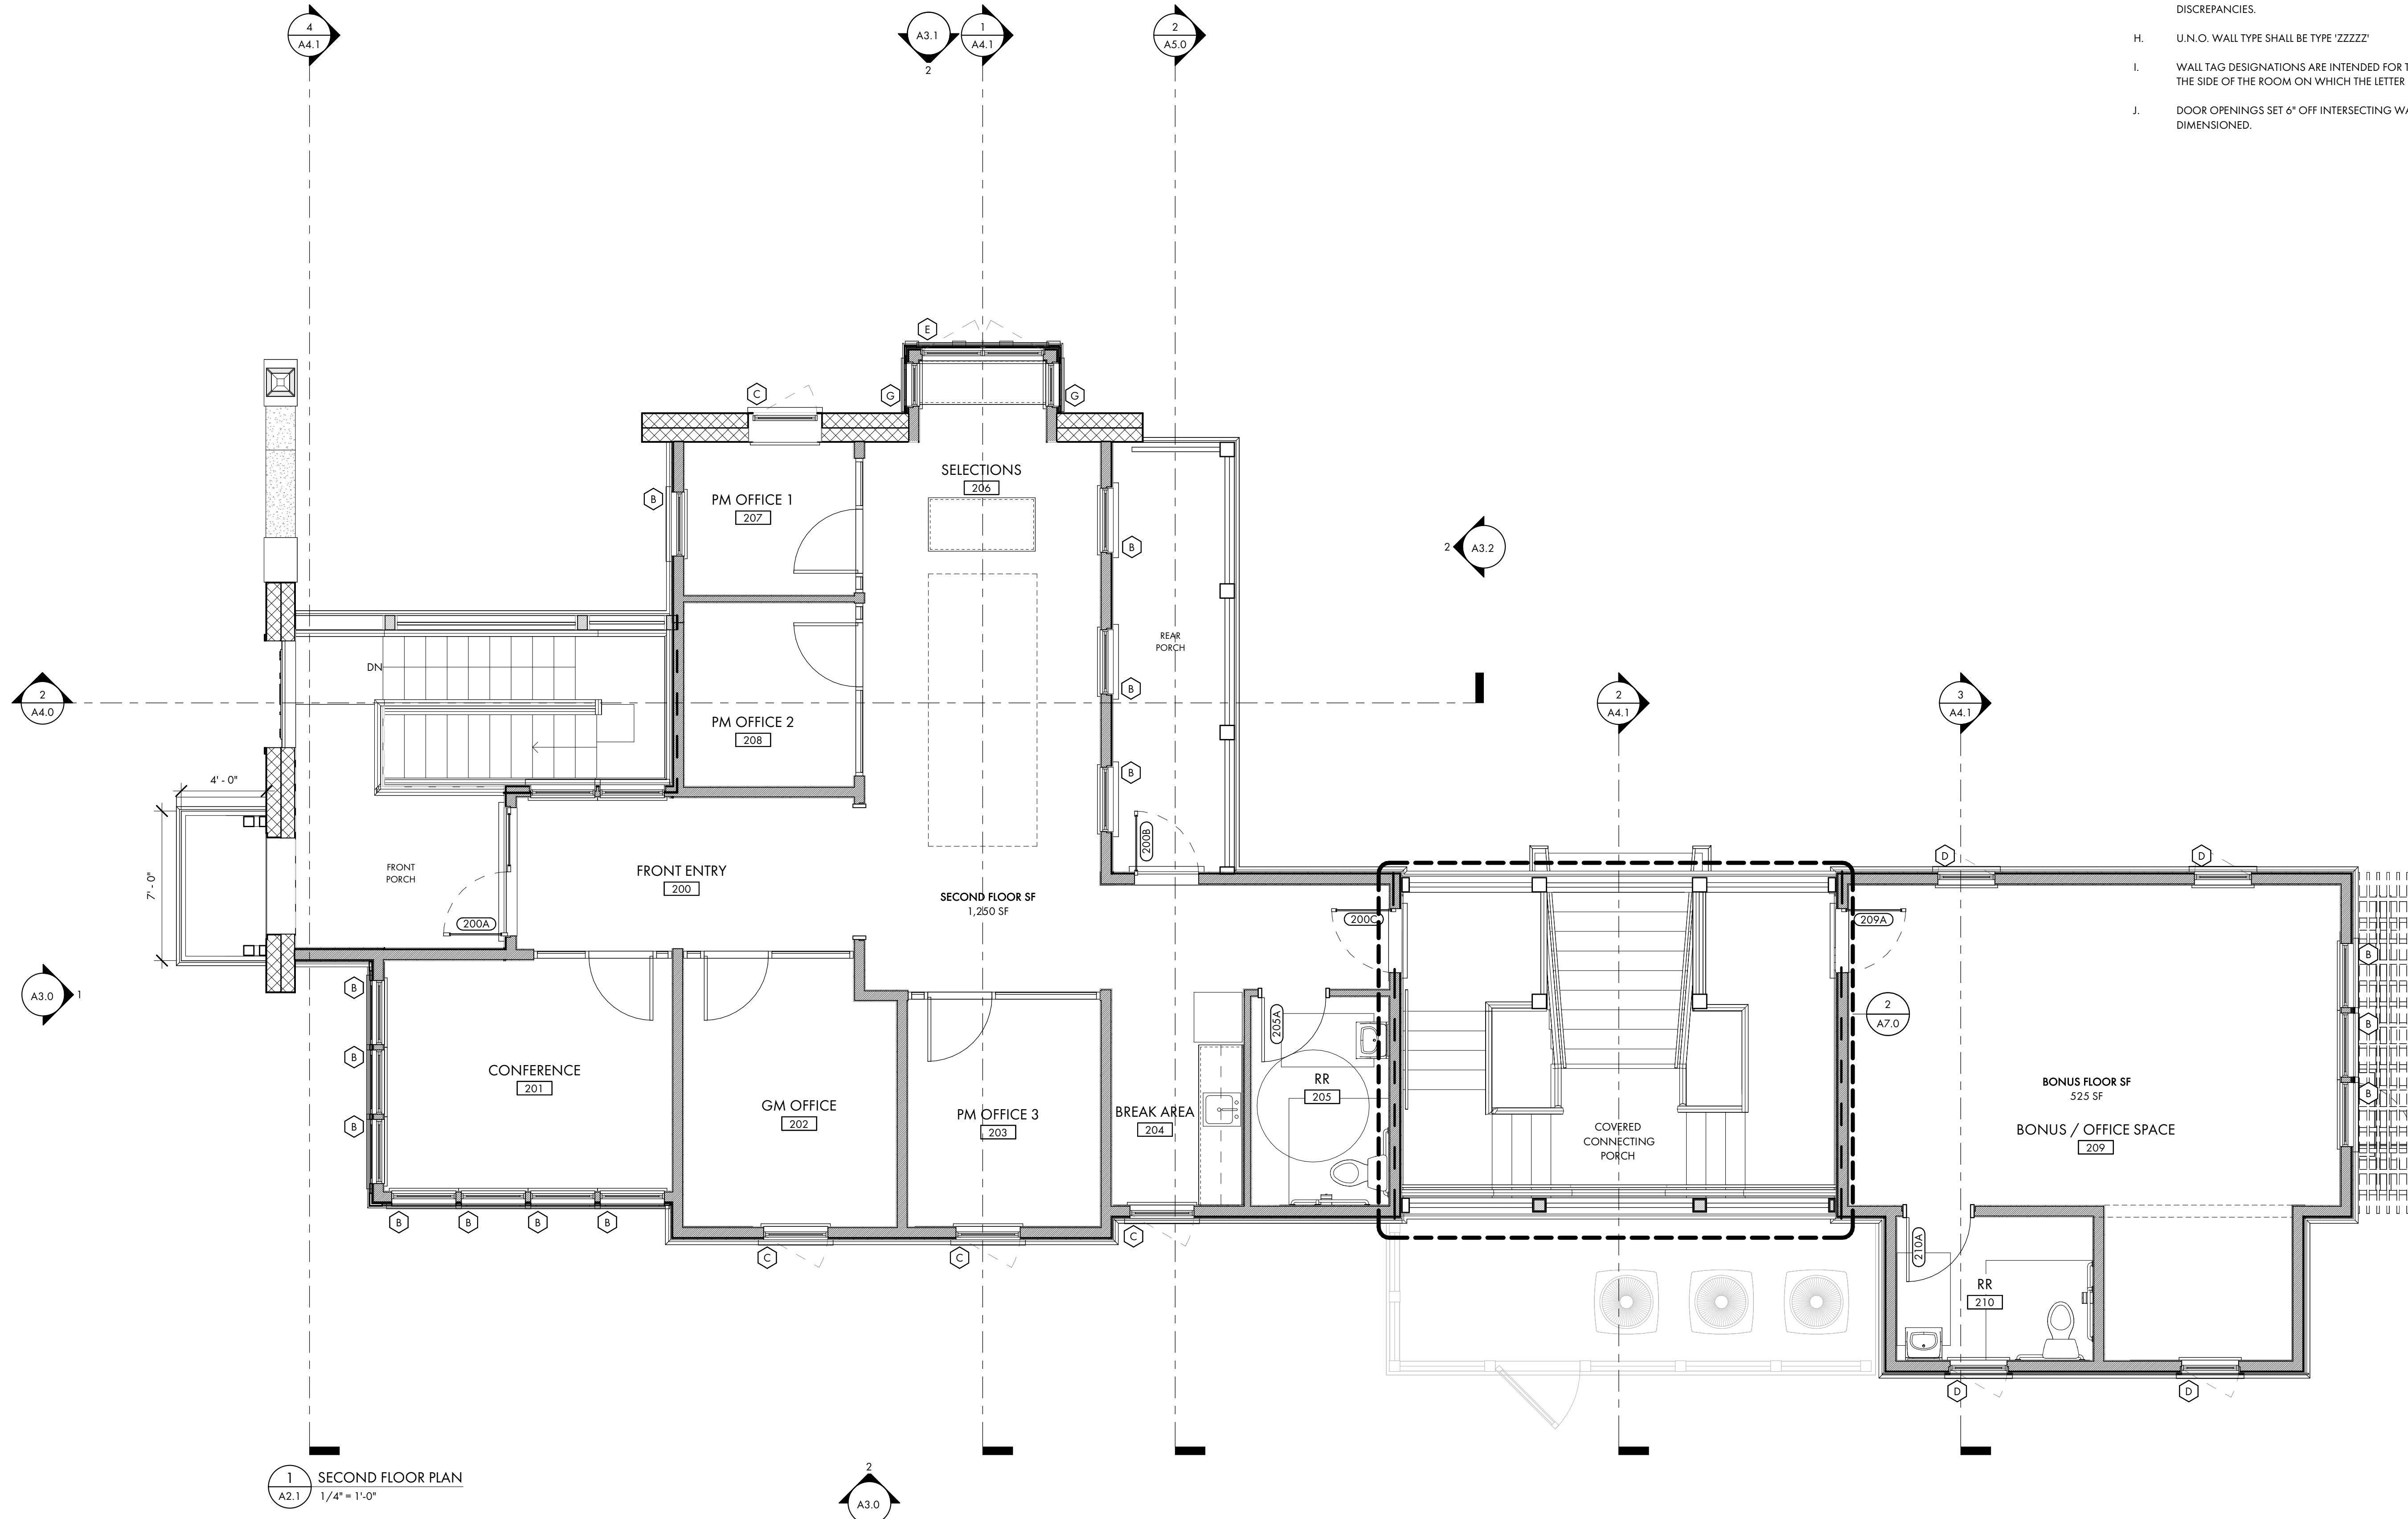 DISCREPANCIES.
H. U.N.O. WALL TYPE SHALL BE TYPE 'ZZZZZ'
I. WALL TAG DESIGNATIONS ARE INTENDED FOR
THE SIDE OF THE ROOM ON WHICH THE LETTER
J. DOOR OPENINGS SET 6" OFF INTERSECTING
DIMENSIONED.
4
A4.1
A3.1
2
1
A4.1
2
A5.0
E
C
G
G
SELECTIONS
206
PM OFFICE 1
207
B
B
2
A3.2
REAR
PORCH
DN
2
A4.0
B
2
A4.1
3
A4.1
PM OFFICE 2
208
B
4' - 0"
7' - 0"
200B
FRONT
PORCH
FRONT ENTRY
200
D
D
SECOND FLOOR SF
1,250 SF
200A
200C
209A
B
A3.0
1
B
2
A7.0
205A
B
B
CONFERENCE
201
RR
205
BONUS FLOOR SF
525 SF
B
GM OFFICE
202
PM OFFICE 3
203
BREAK AREA
204
B
COVERED
CONNECTING
PORCH
BONUS / OFFICE SPACE
209
B
B
B
B
C
C
C
210A
RR
210
D
D
1
A2.1
SECOND FLOOR PLAN
1/4" = 1'-0"
2
A3.0